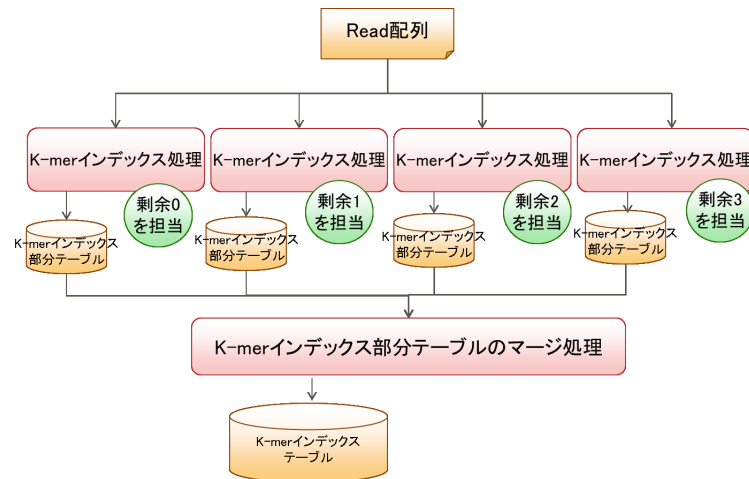 Read配列
K-merインデックス処理
K-merインデックス処理
K-merインデックス処理
K-merインデックス処理
剰余0
を担当
剰余1
を担当
剰余2
を担当
剰余3
を担当
K-merインデックス
部分テーブル
K-merインデックス
部分テーブル
K-merインデックス
部分テーブル
K-merインデックス
部分テーブル
K-merインデックス部分テーブルのマージ処理
K-merインデックス
テーブル